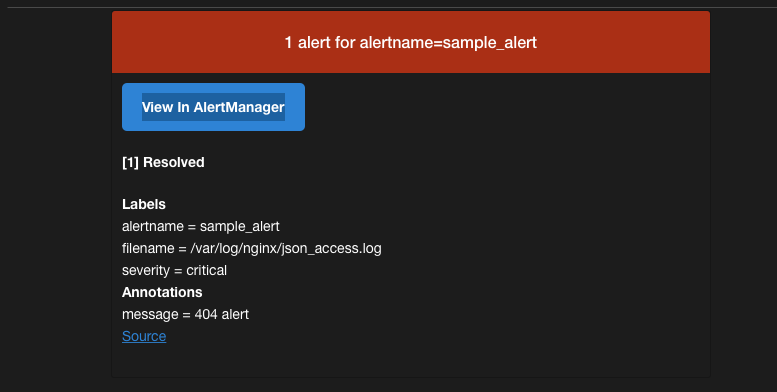 1 alert for alertname=sample_alert
View In AlertManager
[1] Resolved
Labels
alertname = sample_alert
filename = /var/log/nginx/json_access.log
severity = critical
Annotations
message = 404 alert
Source